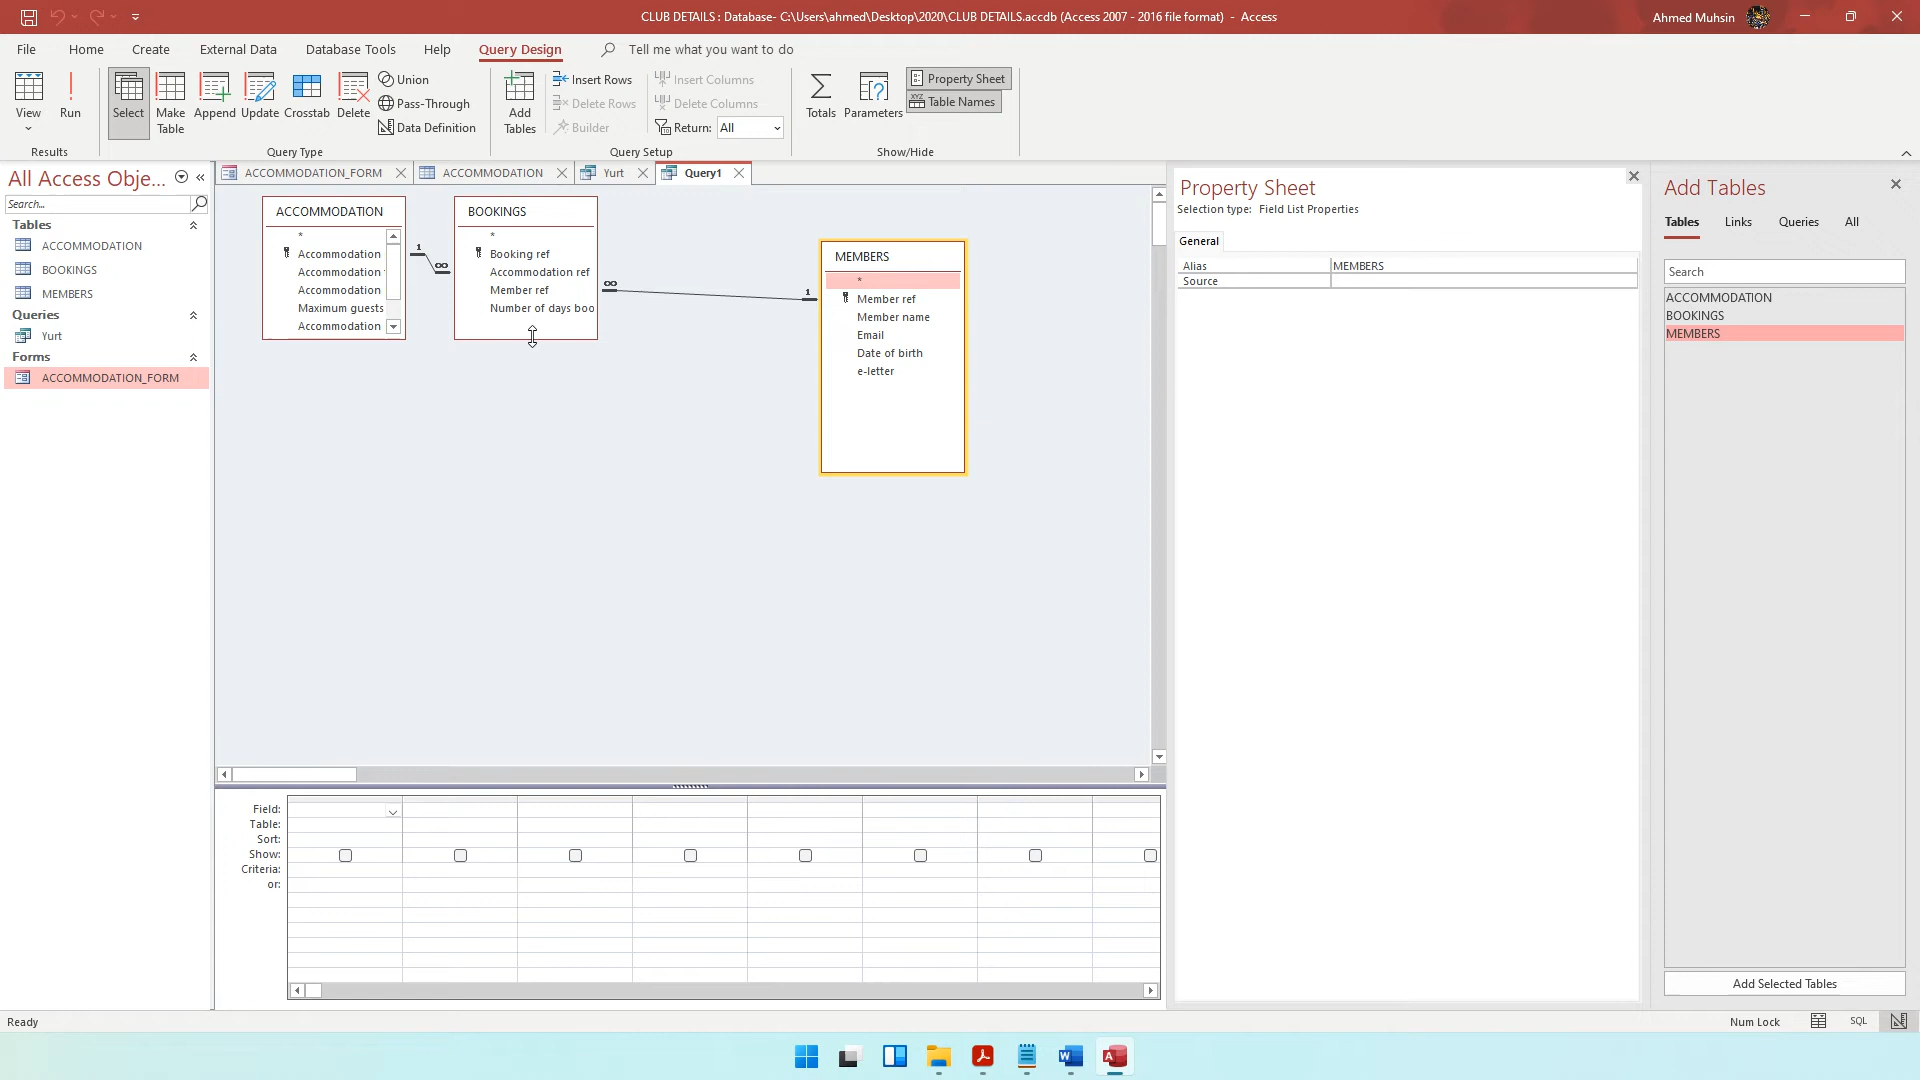 CLUB DETAILS : Database- C:\Users\ahmed\Desktop\2020\CLUB DETAILS.accdb (Access 2007 - 2016 file format) - Access
Ahmed Muhsin
File Home Create External Data Database Tools Help Query Design Tell me what you want to do
View
Run
Results
Select
Make Table
Append
Update
Crosstab
Delete
Union
Pass-Through
Data Definition
Query Type
Add Tables
Insert Rows
Delete Rows
Builder
Insert Columns
Delete Columns
Return: All
Query Setup
Totals
Parameters
Property Sheet
Table Names
Show/Hide
All Access Obje...
Search...
Tables
ACCOMMODATION
BOOKINGS
MEMBERS
Queries
Yurt
Forms
ACCOMMODATION_FORM
ACCOMMODATION_FORM ACCOMMODATION Yurt Query1
ACCOMMODATION
*
Accommodation
Accommodation
Accommodation
Maximum guests
Accommodation
1
∞
BOOKINGS
*
Booking ref
Accommodation ref
Member ref
Number of days boo
∞
1
MEMBERS
*
Member ref
Member name
Email
Date of birth
e-letter
Field:
Table:
Sort:
Show:
Criteria:
or:
Property Sheet
Selection type: Field List Properties
General
Alias MEMBERS
Source
Add Tables
Tables Links Queries All
Search
ACCOMMODATION
BOOKINGS
MEMBERS
Add Selected Tables
Ready
Num Lock
SQL